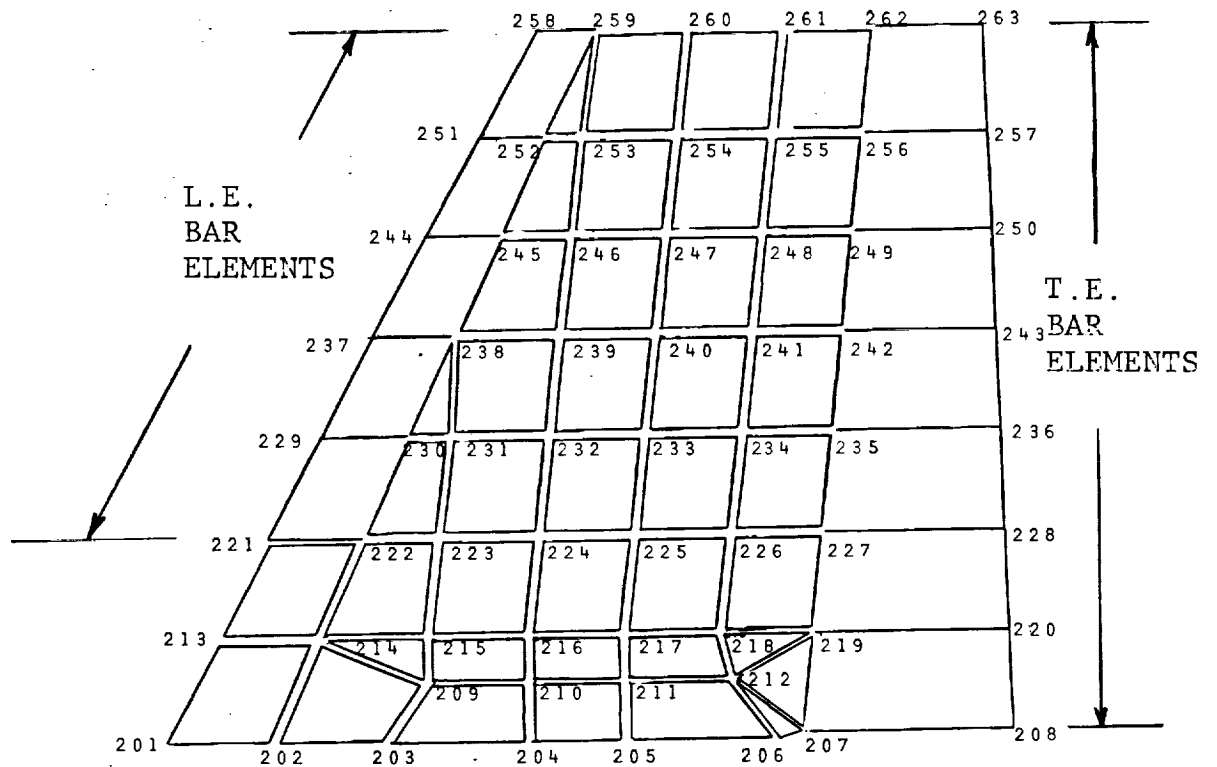 258 259 260 261 262 263
251 252 253 254 255 256 257
L.E.
BAR
ELEMENTS
244 245 246 247 248 249 250
T.E.
BAR
ELEMENTS
237 238 239 240 241 242 243
229 230 231 232 233 234 235 236
221 222 223 224 225 226 227 228
213 214 215 216 217 218 219 220
209 210 211 212
201 202 203 204 205 206 207 208